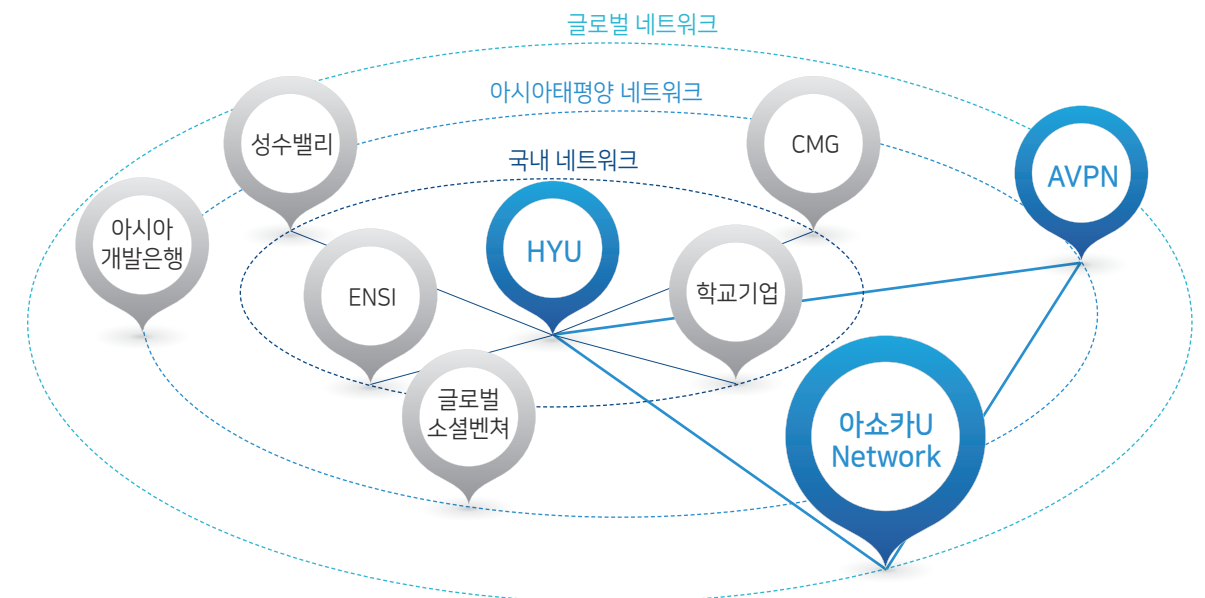 글로벌 네트워크
아시아태평양 네트워크
국내 네트워크
성수밸리
CMG
AVPN
아시아
개발은행
HYU
ENSI
학교기업
글로벌
소셜벤쳐
아쇼카U
Network